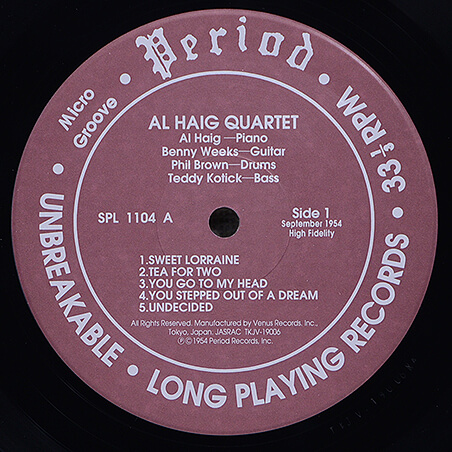 Period
Micro
Groove
33⅓ RPM
UNBREAKABLE • LONG PLAYING RECORDS
AL HAIG QUARTET
Al Haig—Piano
Benny Weeks—Guitar
Phil Brown—Drums
Teddy Kotick—Bass
SPL 1104 A
Side 1
September 1954
High Fidelity
1.SWEET LORRAINE
2.TEA FOR TWO
3.YOU GO TO MY HEAD
4.YOU STEPPED OUT OF A DREAM
5.UNDECIDED
All Rights Reserved. Manufactured by Venus Records, Inc.,
Tokyo, Japan, JASRAC TKJV-19006
Ⓟ©1954 Period Records, Inc.